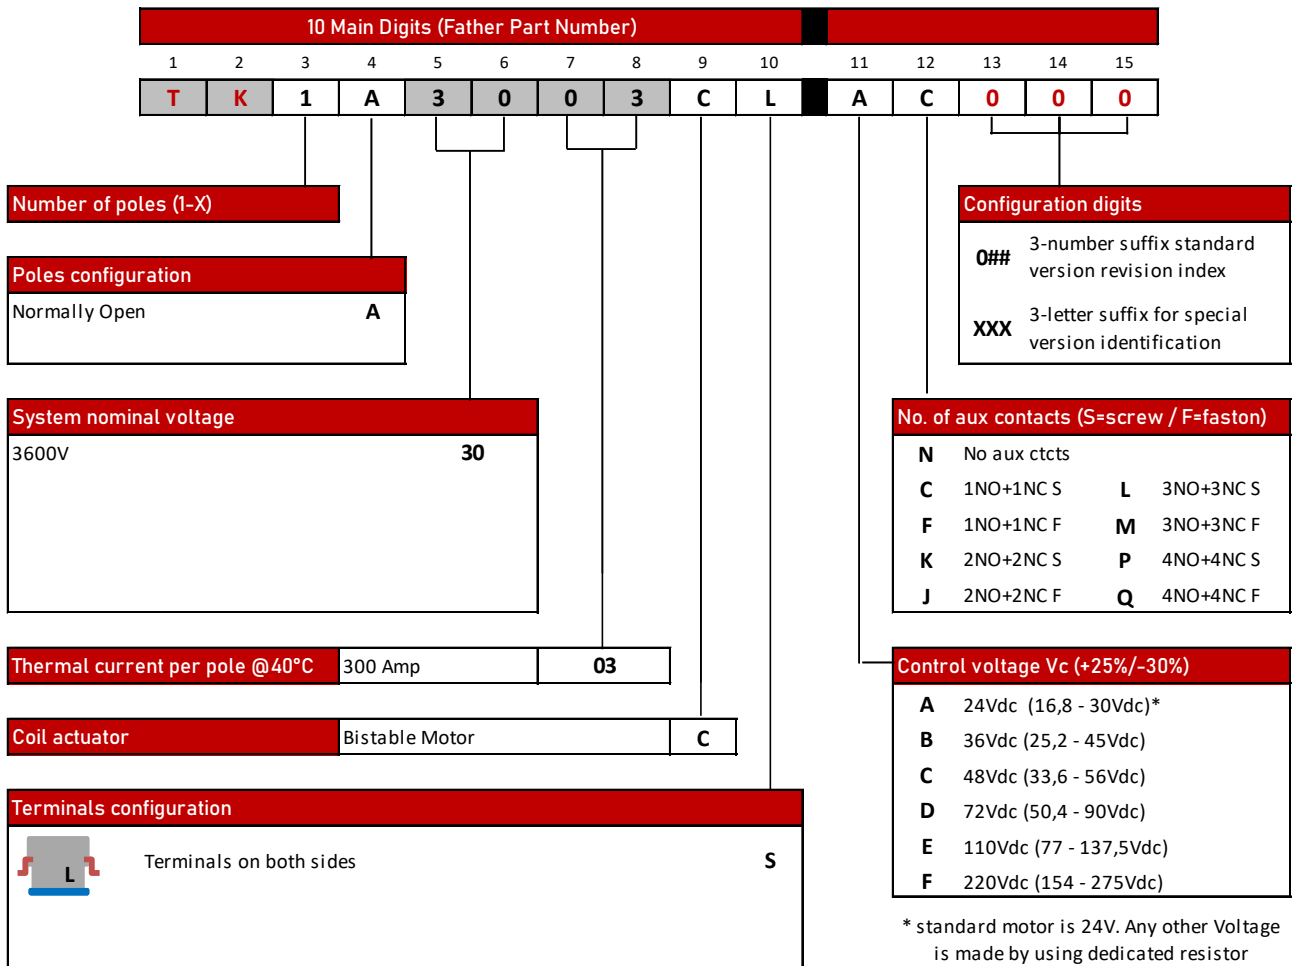 10 Main Digits (Father Part Number)
1 2 3 4 5 6 7 8 9 10 11 12 13 14 15
T K 1 A 3 0 0 3 C L A C 0 0 0
Number of poles (1-X)
Poles configuration
Normally Open A
System nominal voltage
3600V 30
Thermal current per pole @40°C 300 Amp 03
Coil actuator Bistable Motor C
Terminals configuration
L Terminals on both sides S
Configuration digits
0## 3-number suffix standard
version revision index
XXX 3-letter suffix for special
version identification
No. of aux contacts (S=screw / F=faston)
N No aux ctcts
C 1NO+1NC S L 3NO+3NC S
F 1NO+1NC F M 3NO+3NC F
K 2NO+2NC S P 4NO+4NC S
J 2NO+2NC F Q 4NO+4NC F
Control voltage Vc (+25%/-30%)
A 24Vdc (16,8 - 30Vdc)*
B 36Vdc (25,2 - 45Vdc)
C 48Vdc (33,6 - 56Vdc)
D 72Vdc (50,4 - 90Vdc)
E 110Vdc (77 - 137,5Vdc)
F 220Vdc (154 - 275Vdc)
* standard motor is 24V. Any other Voltage
is made by using dedicated resistor